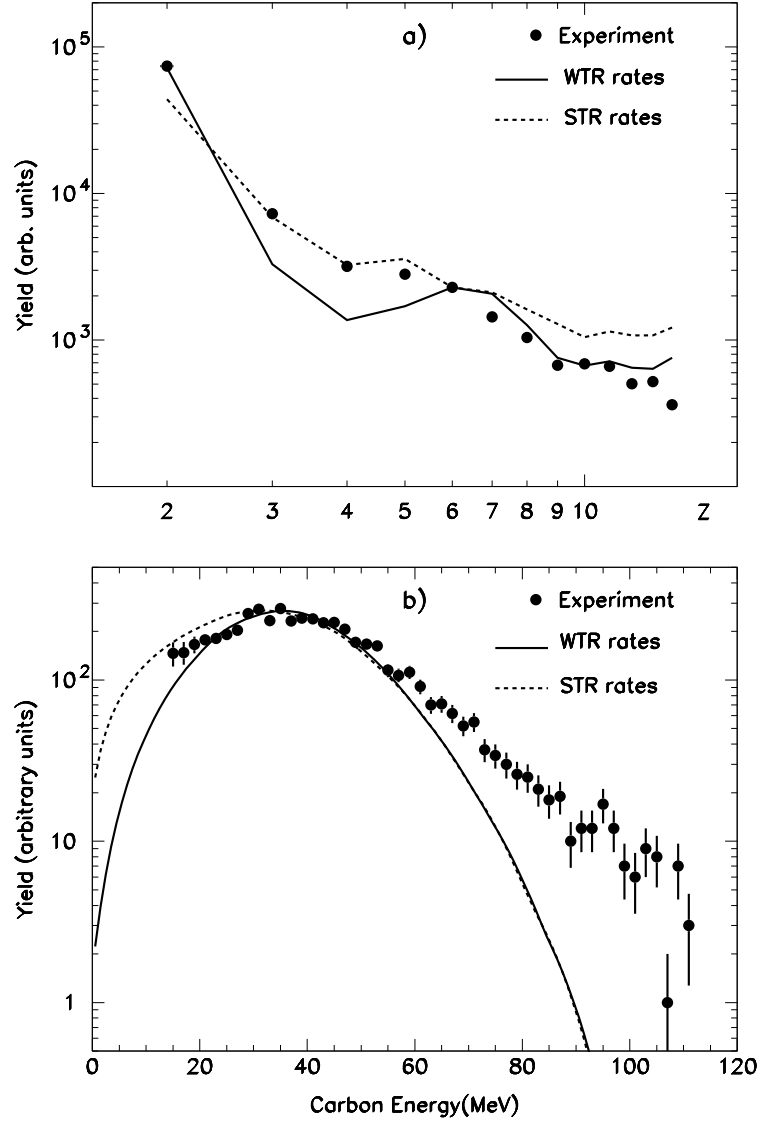 a)
Experiment
WTR rates
STR rates
10^5
10^4
10^3
Yield (arb. units)
2 3 4 5 6 7 8 9 10 Z
b)
Experiment
WTR rates
STR rates
10^2
10
1
Yield (arbitrary units)
0 20 40 60 80 100 120
Carbon Energy(MeV)